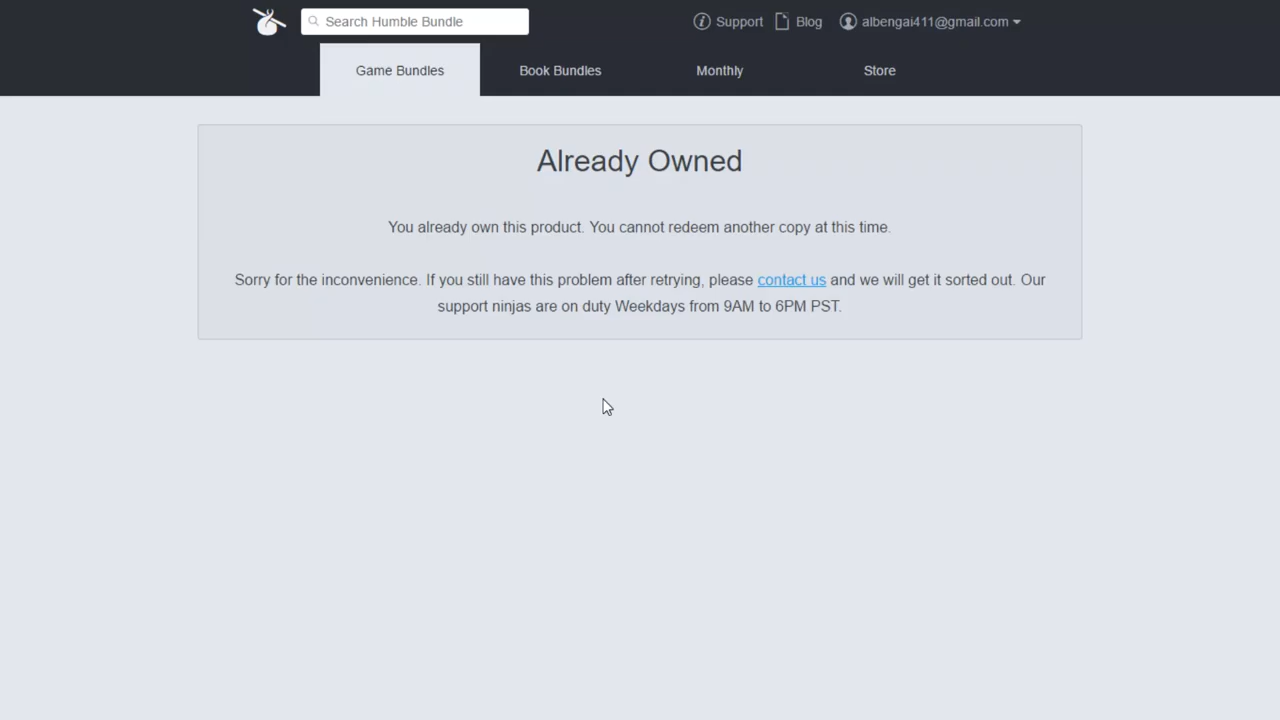 Search Humble Bundle
Support
Blog
albengai411@gmail.com
Game Bundles
Book Bundles
Monthly
Store
Already Owned
You already own this product. You cannot redeem another copy at this time.
Sorry for the inconvenience. If you still have this problem after retrying, please contact us and we will get it sorted out. Our
support ninjas are on duty Weekdays from 9AM to 6PM PST.